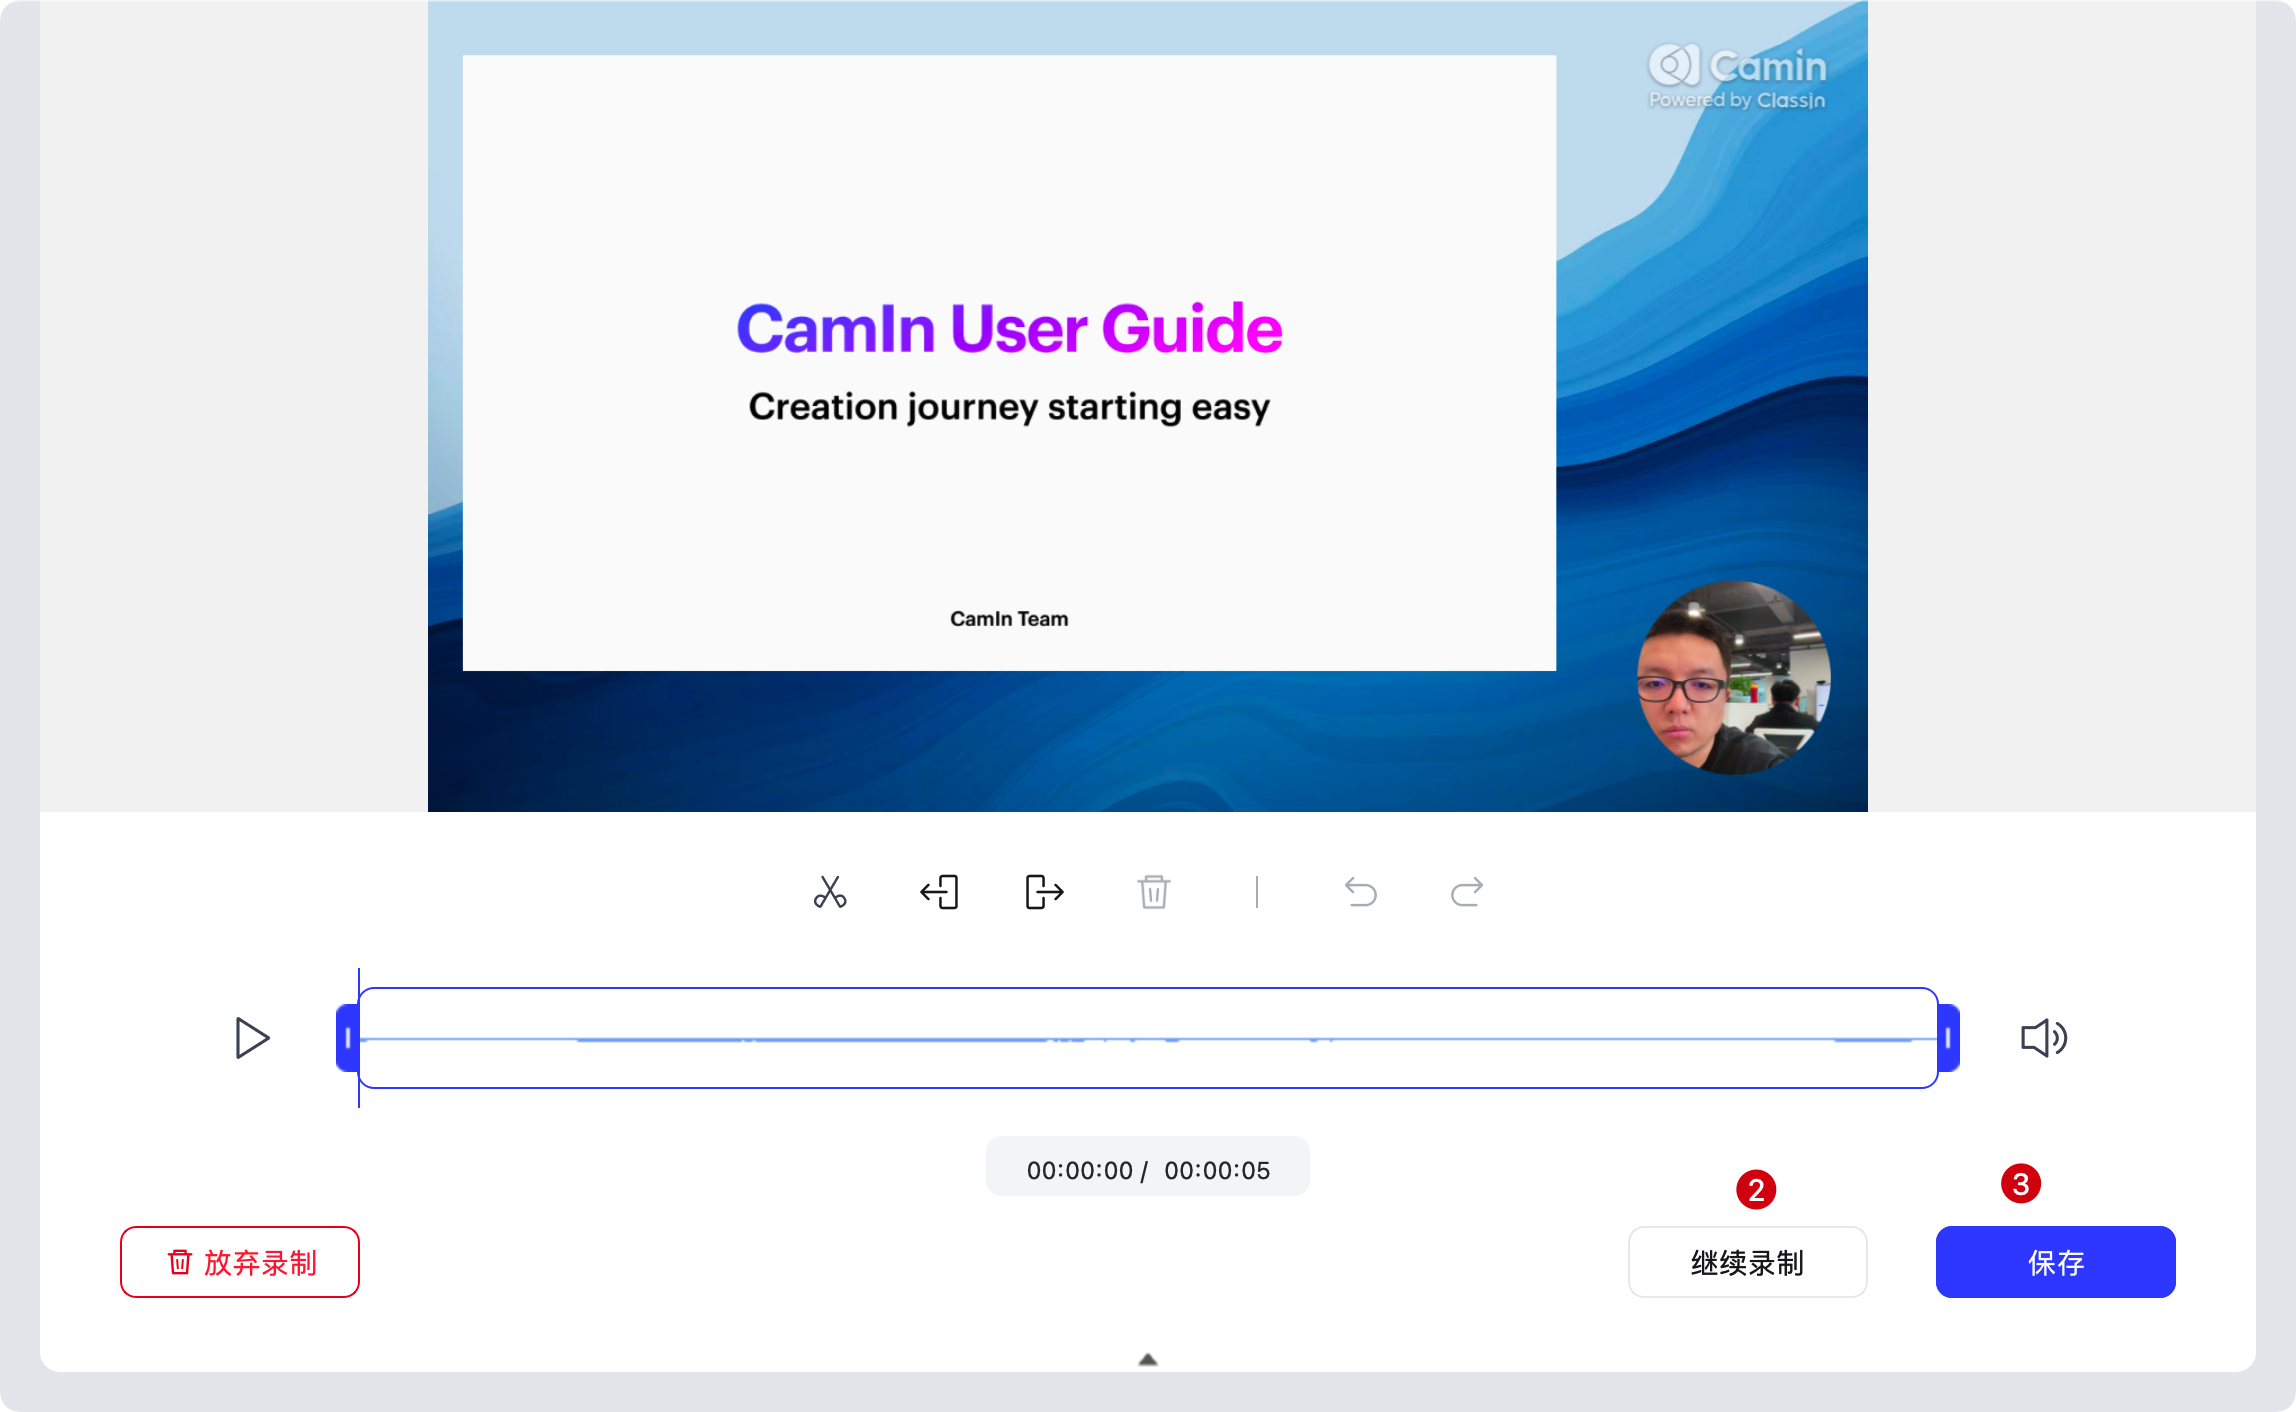 Camin
Powered by Classin
CamIn User Guide
Creation journey starting easy
CamIn Team
00:00:00 / 00:00:05
2
3
放弃录制
继续录制
保存